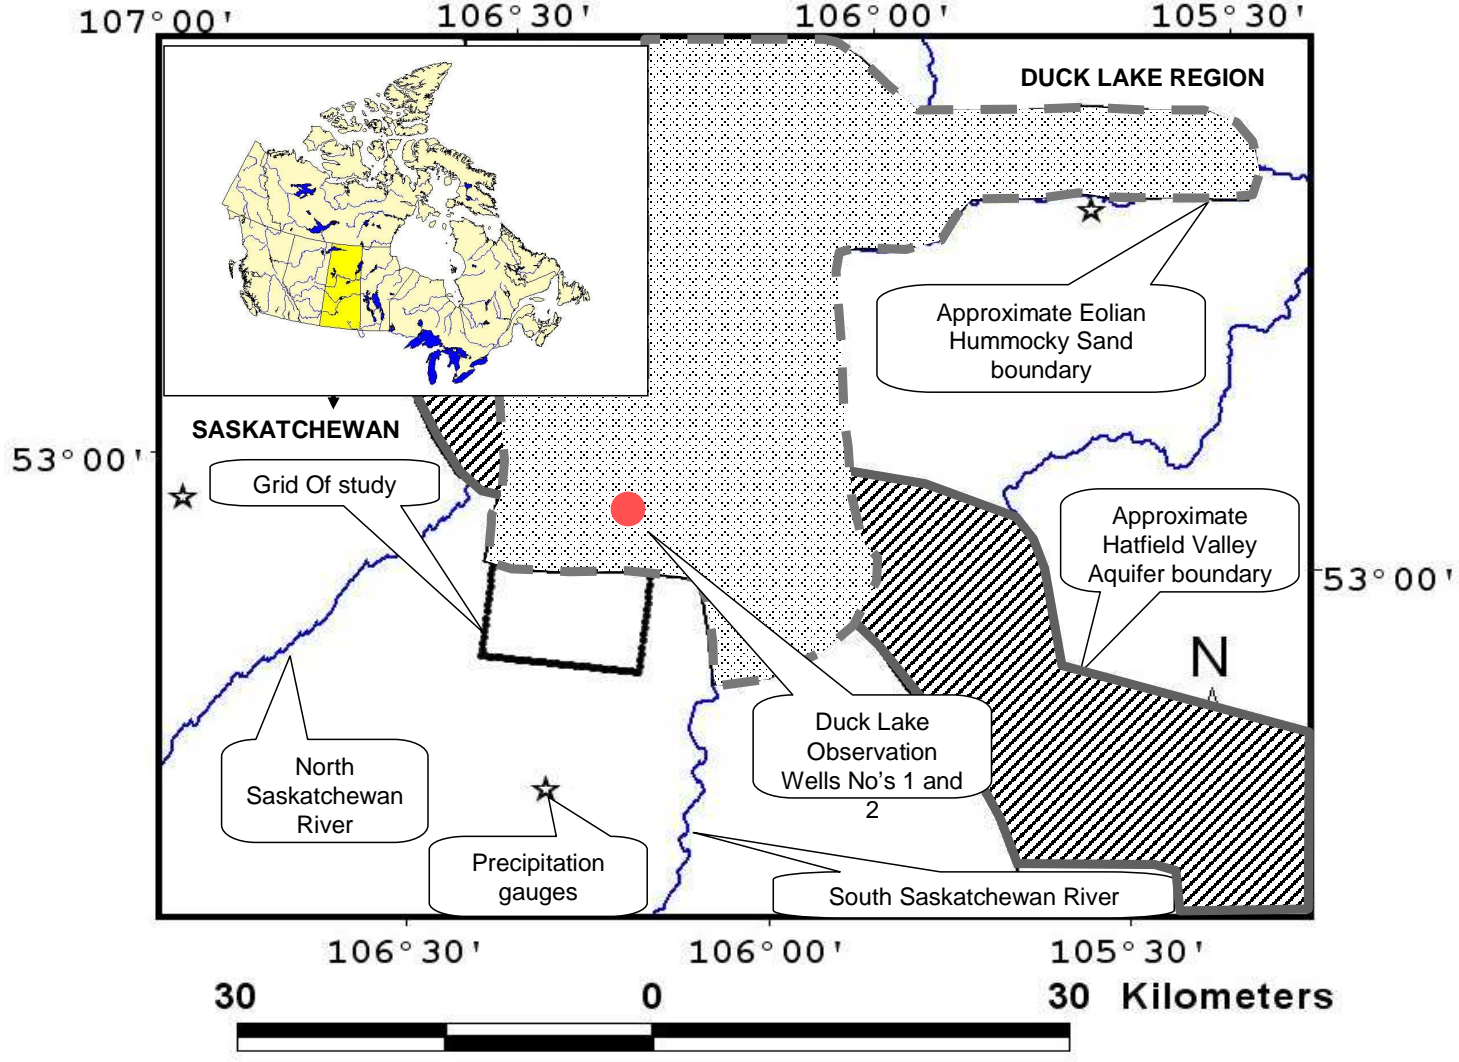 107°00' 106°30' 106°00' 105°30'
DUCK LAKE REGION
Approximate Eolian
Hummocky Sand
boundary
SASKATCHEWAN
53°00'
Grid Of study
Approximate
Hatfield Valley
Aquifer boundary
53°00'
N
Duck Lake
Observation
Wells No's 1 and
2
North
Saskatchewan
River
Precipitation
gauges
South Saskatchewan River
106°30' 106°00' 105°30'
30 0 30 Kilometers